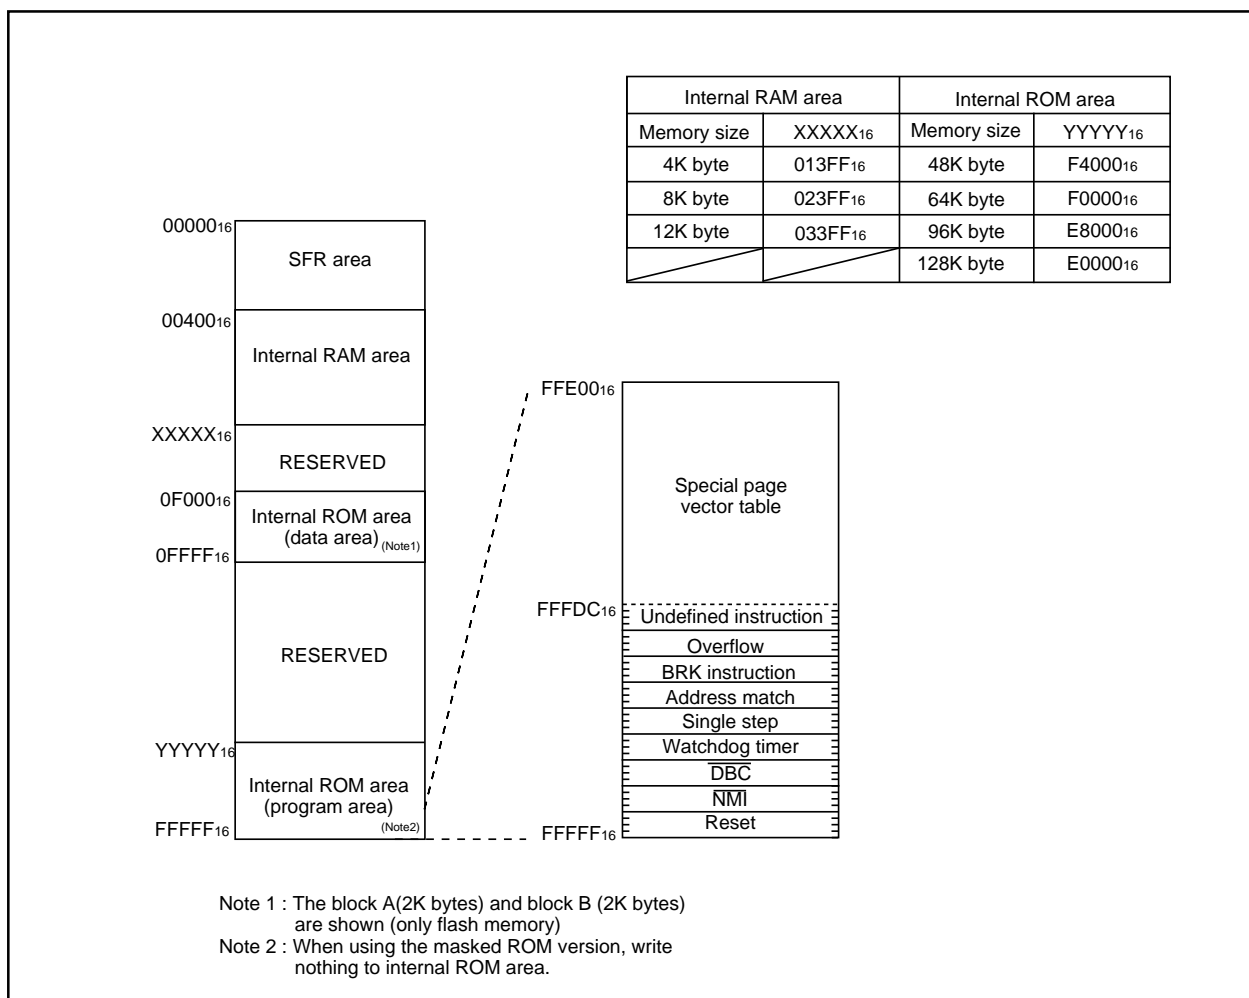 Internal RAM area Internal ROM area
Memory size XXXXX16 Memory size YYYYY16
4K byte 013FF16 48K byte F400016
8K byte 023FF16 64K byte F000016
12K byte 033FF16 96K byte E800016
128K byte E000016
0000016
SFR area
0040016
Internal RAM area
XXXXX16
RESERVED
0F00016
Internal ROM area
(data area) (Note1)
0FFFF16
RESERVED
YYYYY16
Internal ROM area
(program area)
(Note2)
FFFFF16
FFE0016
Special page
vector table
FFFDC16
Undefined instruction
Overflow
BRK instruction
Address match
Single step
Watchdog timer
DBC
NMI
Reset
FFFFF16
Note 1 : The block A(2K bytes) and block B (2K bytes)
are shown (only flash memory)
Note 2 : When using the masked ROM version, write
nothing to internal ROM area.